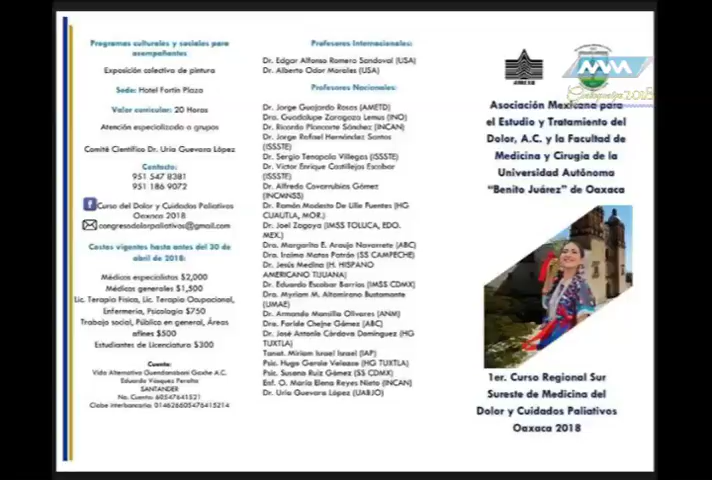 Programas culturales y sociales para
acompañantes
Exposición colectiva de pintura
Sede: Hotel Fortín Plaza
Valor curricular: 20 Horas
Atención especializada a grupos
Comité Científico Dr. Uría Guevara López
Contacto:
951 547 8381
951 186 9072
Curso del Dolor y Cuidados Paliativos
Oaxaca 2018
congresodolorpaliativos@gmail.com
Costos vigentes hasta antes del 30 de
abril de 2018:
Médicos especialistas $2,000
Médicos generales $1,500
Lic. Terapia Física, Lic. Terapia Ocupacional,
Enfermería, Psicología $750
Trabajo social, Público en general, Áreas
afines $500
Estudiantes de Licenciatura $300
Cuenta:
Vida Alternativa Guendanabani Gioxhe A.C.
Eduardo Vásquez Peralta
SANTANDER
No. Cuenta: 60547641521
Clabe interbancaria: 014626605476415214
Profesores Internacionales:
Dr. Edgar Alfonso Romero Sandoval (USA)
Dr. Alberto Odor Morales (USA)
Profesores Nacionales:
Dr. Jorge Guajardo Rosas (AMETD)
Dra. Guadalupe Zaragoza Lemus (INO)
Dr. Ricardo Plancarte Sánchez (INCAN)
Dr. Jorge Rafael Hernández Santos
(ISSSTE)
Dr. Sergio Tenopala Villegas (ISSSTE)
Dr. Víctor Enrique Castillejos Escobar
(ISSSTE)
Dr. Alfredo Covarrubias Gómez
(INCMNSS)
Dr. Ramón Modesto De Lille Fuentes (HG
CUAUTLA, MOR.)
Dr. Joel Zagoya (IMSS TOLUCA, EDO.
MEX.)
Dra. Margarita E. Araujo Navarrete (ABC)
Dra. Iraima Matos Patrón (SS CAMPECHE)
Dr. Jesús Medina (H. HISPANO
AMERICANO TIJUANA)
Dr. Eduardo Escobar Barrios (IMSS CDMX)
Dra. Myriam M. Altamirano Bustamante
(UMAE)
Dr. Armando Mansilla Olivares (ANM)
Dra. Faride Chejne Gómez (ABC)
Dr. José Antonio Córdova Domínguez (HG
TUXTLA)
Tanat. Miriam Israel Israel (IAP)
Psic. Hugo Gerala Velasco (HG TUXTLA)
Psic. Susana Ruiz Gómez (SS CDMX)
Enf. O. María Elena Reyes Nieto (INCAN)
Dr. Uría Guevara López (UABJO)
AMETD
MVM
2018
Asociación Mexicana para
el Estudio y Tratamiento del
Dolor, A.C. y la Facultad de
Medicina y Cirugía de la
Universidad Autónoma
"Benito Juárez" de Oaxaca
1er. Curso Regional Sur
Sureste de Medicina del
Dolor y Cuidados Paliativos
Oaxaca 2018